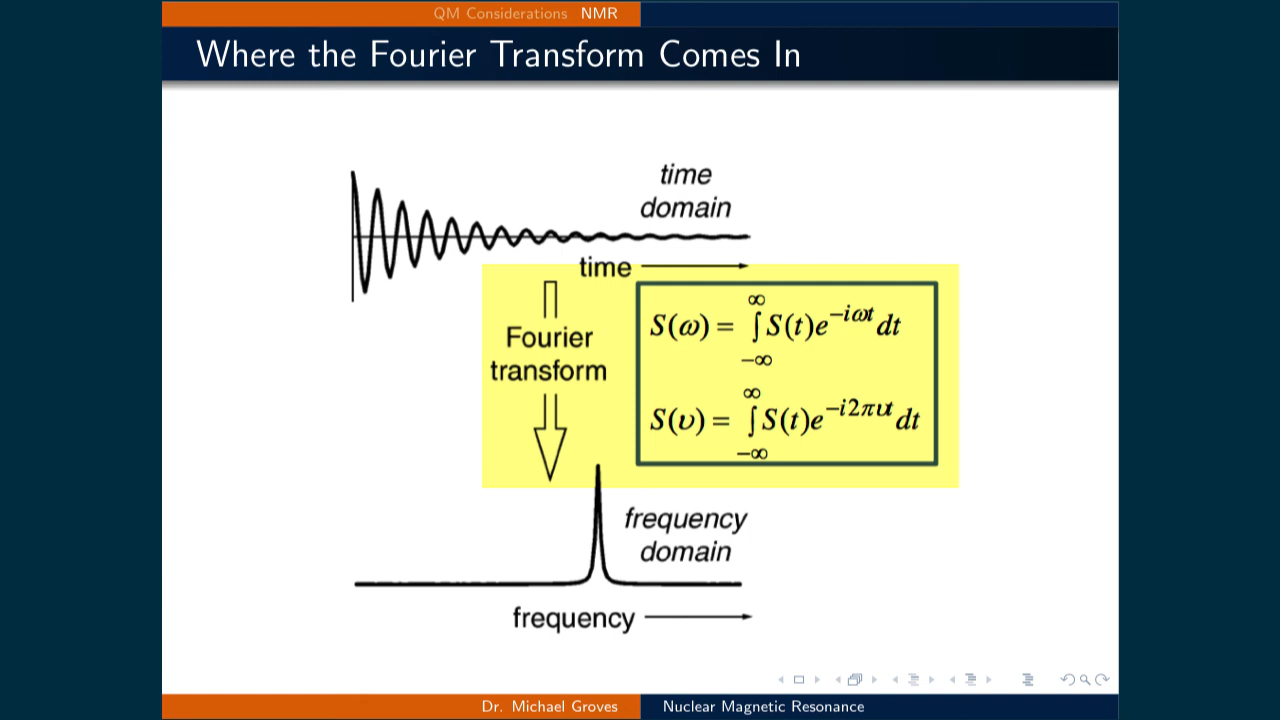 QM Considerations NMR
Where the Fourier Transform Comes In
time
domain
time
Fourier
transform
S(ω) = ∫_{−∞}^{∞} S(t)e^{−iωt} dt
S(υ) = ∫_{−∞}^{∞} S(t)e^{−i2πυt} dt
frequency
domain
frequency
Dr. Michael Groves
Nuclear Magnetic Resonance